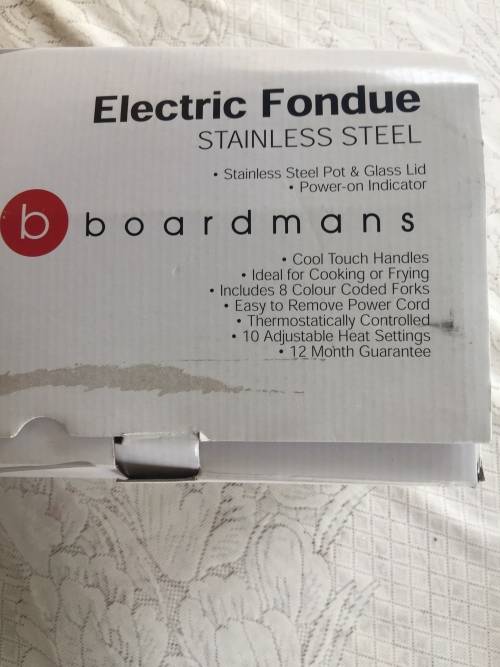 Electric Fondue
STAINLESS STEEL
• Stainless Steel Pot & Glass Lid
• Power-on Indicator
b boardmans
• Cool Touch Handles
• Ideal for Cooking or Frying
• Includes 8 Colour Coded Forks
• Easy to Remove Power Cord
• Thermostatically Controlled
• 10 Adjustable Heat Settings
• 12 Month Guarantee